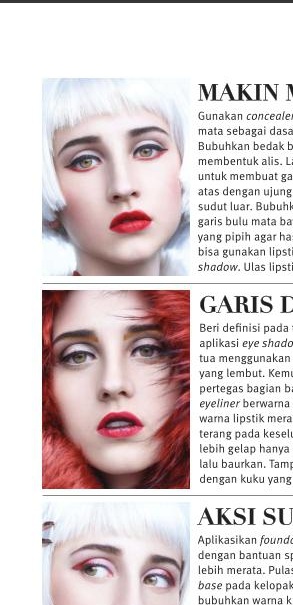 MAKIN
Gunakan concealer
mata sebagai dasa
Bubuhkan bedak b
membentuk alis. La
untuk membuat ga
atas dengan ujung
sudut luar. Bubuh
garis bulu mata ba
yang pipih agar ha
bisa gunakan lipsti
shadow. Ulas lipsti
GARIS D
Beri definisi pada
aplikasi eye shado
tua menggunakan
yang lembut. Kemu
pertegas bagian ba
eyeliner berwarna
warna lipstik mera
terang pada kesel
lebih gelap hanya
lalu baurkan. Tamp
dengan kuku yang
AKSI SU
Aplikasikan founda
dengan bantuan sp
lebih merata. Pulas
base pada kelopak
bubuhkan warna k